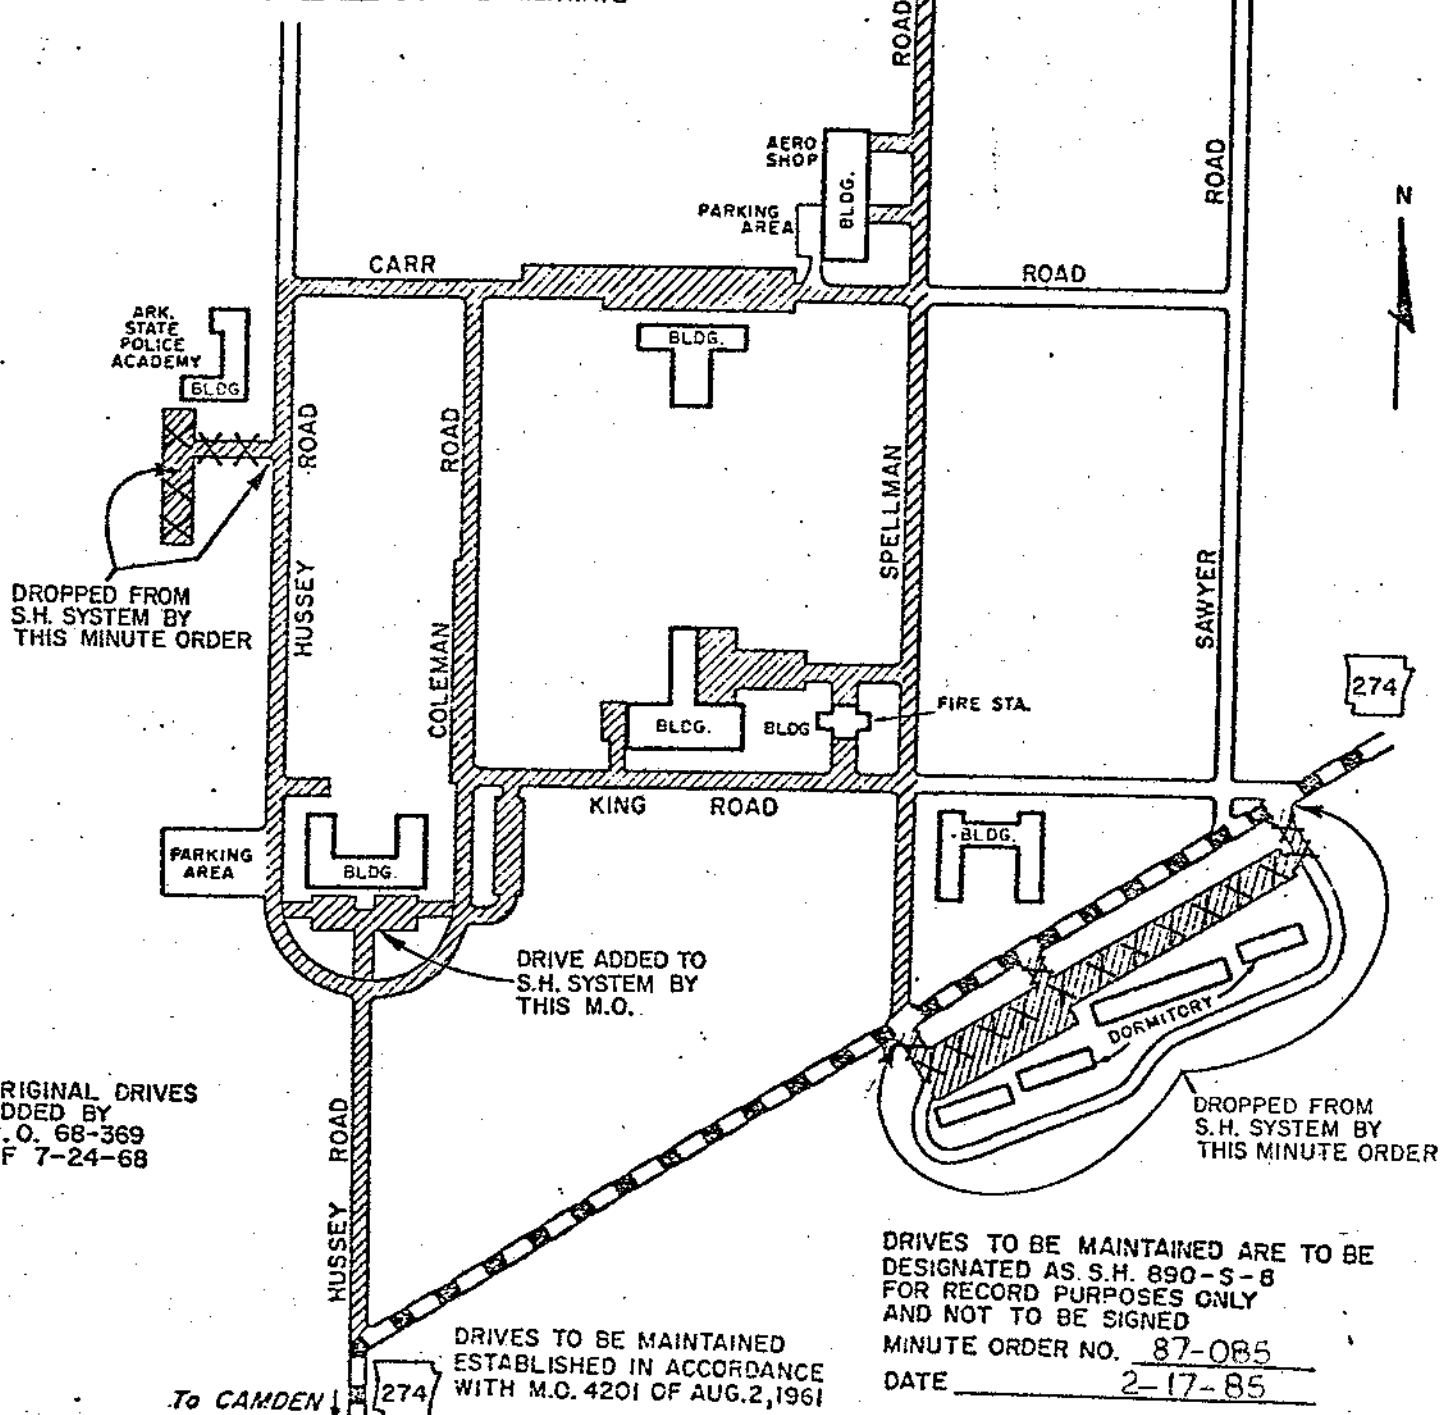 ROAD
AERO
SHOP
BLDG.
ROAD
N
PARKING
AREA
CARR
ROAD
ARK.
STATE
POLICE
ACADEMY
BLDG
BLDG.
ROAD
ROAD
SPELLMAN
DROPPED FROM
S.H. SYSTEM BY
THIS MINUTE ORDER
HUSSEY
COLEMAN
SAWYER
274
FIRE STA.
BLDG.
BLDG
KING ROAD
PARKING
AREA
BLDG.
BLDG.
DRIVE ADDED TO
S.H. SYSTEM BY
THIS M.O.
DORMITORY
RIGINAL DRIVES
DDED BY
.O. 68-369
F 7-24-68
ROAD
HUSSEY
DROPPED FROM
S.H. SYSTEM BY
THIS MINUTE ORDER
DRIVES TO BE MAINTAINED ARE TO BE
DESIGNATED AS S.H. 890-S-8
FOR RECORD PURPOSES ONLY
AND NOT TO BE SIGNED
MINUTE ORDER NO. 87-085
DATE 2-17-85
DRIVES TO BE MAINTAINED
ESTABLISHED IN ACCORDANCE
WITH M.O. 4201 OF AUG. 2, 1961
To CAMDEN
274